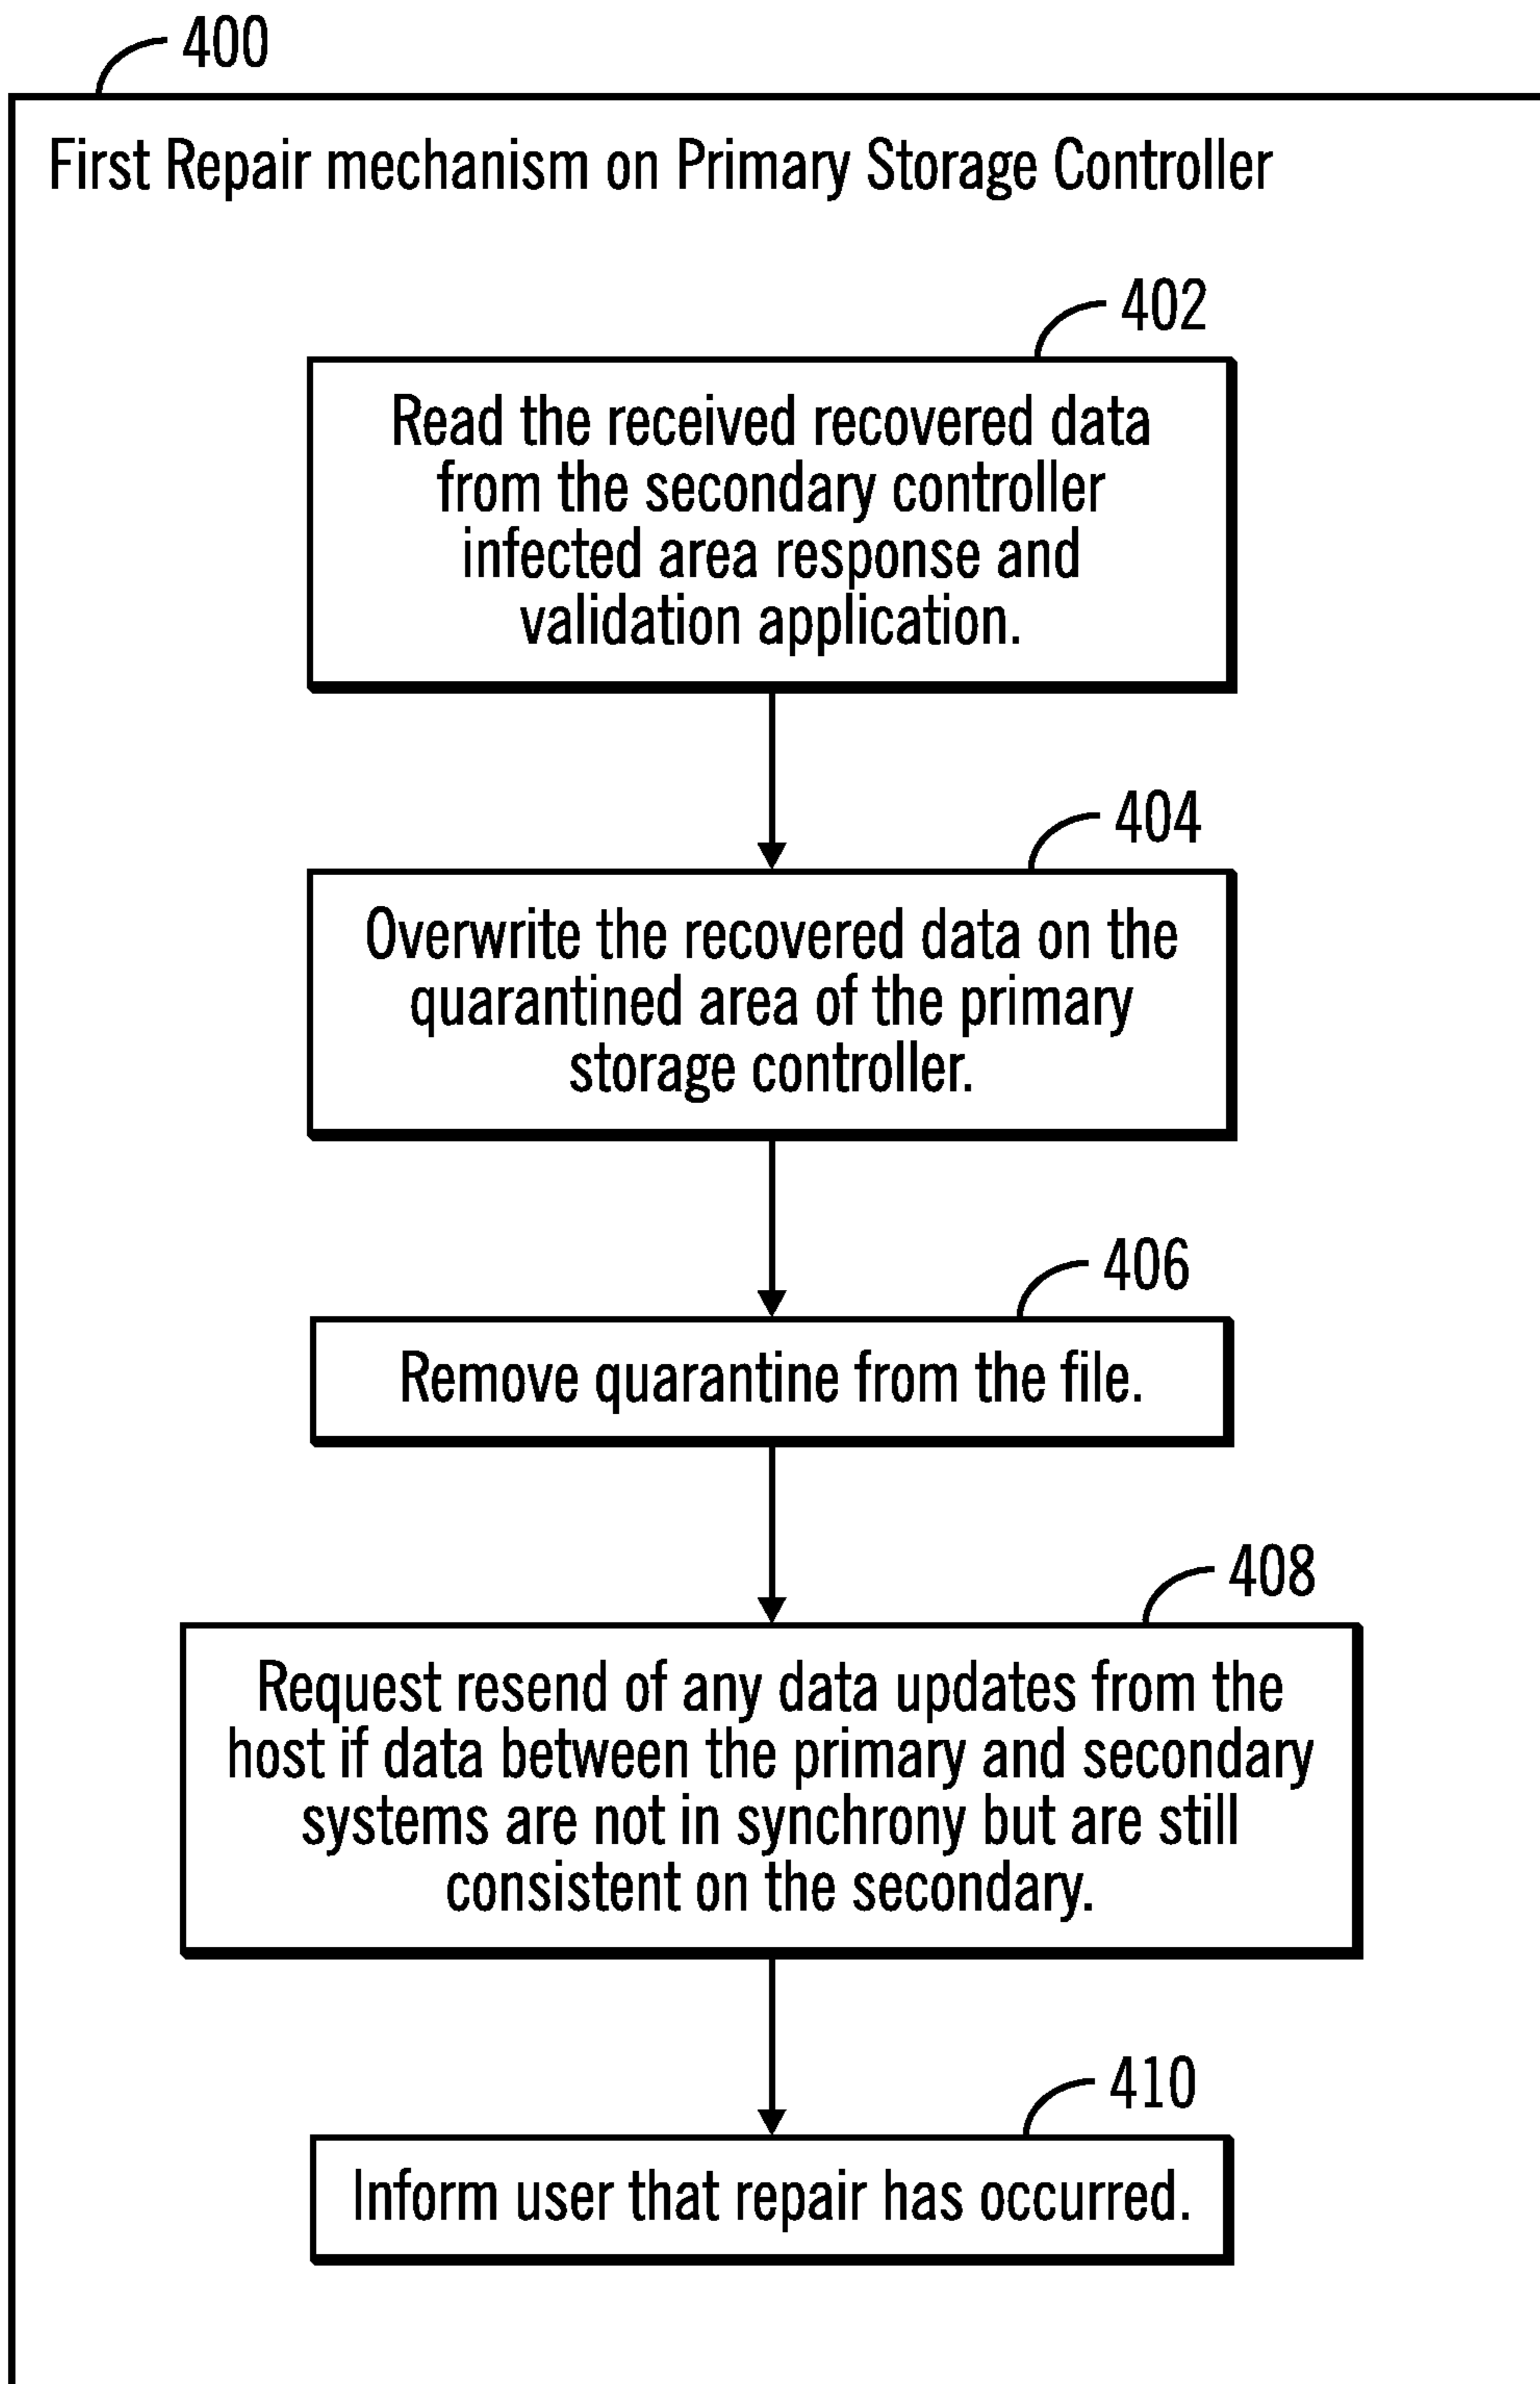 400
First Repair mechanism on Primary Storage Controller
402
Read the received recovered data
from the secondary controller
infected area response and
validation application.
404
Overwrite the recovered data on the
quarantined area of the primary
storage controller.
406
Remove quarantine from the file.
408
Request resend of any data updates from the
host if data between the primary and secondary
systems are not in synchrony but are still
consistent on the secondary.
410
Inform user that repair has occurred.